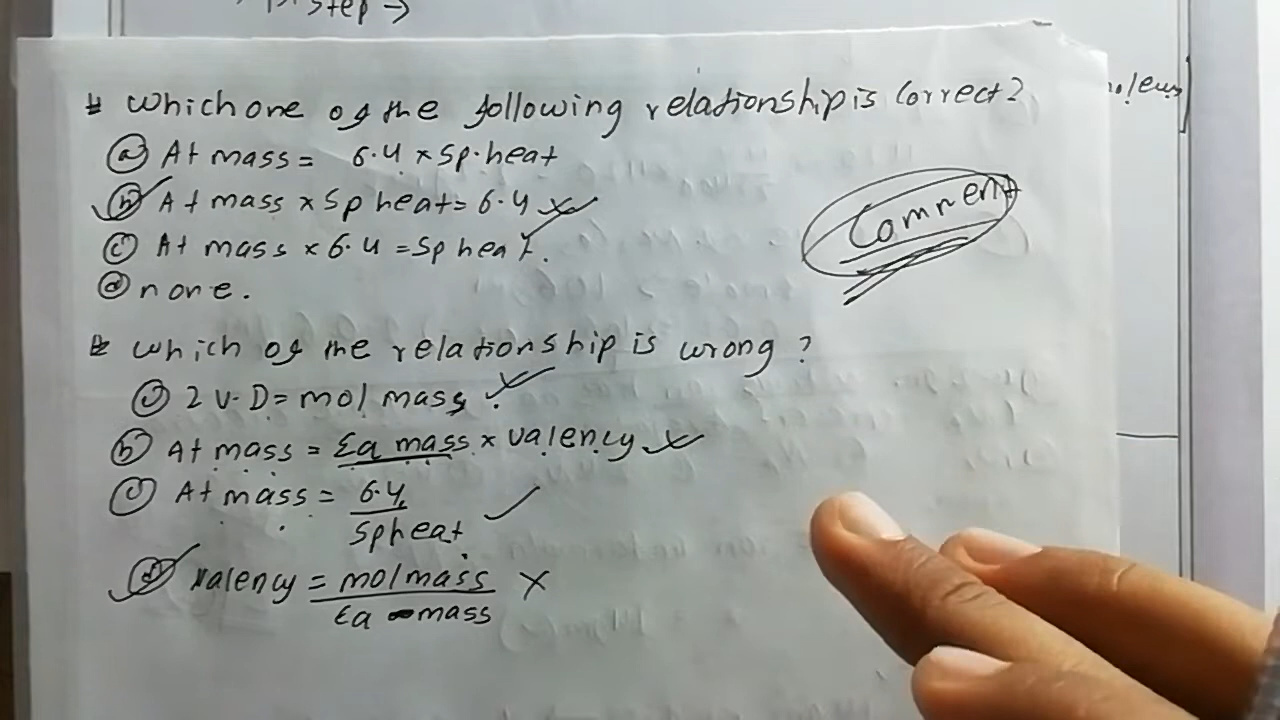 1st step →
Which one of the following relationship is correct?
(a) At mass = 6.4 x Sp. heat
(b) At mass x Sp heat = 6.4
(c) At mass x 6.4 = Sp heat.
(d) none.
Comment
Which of the relationship is wrong?
2 V.D = mol mass
(b) At mass = Eq mass x valency
(c) At mass = 6.4
Sp heat
(d) valency = mol mass
Eq mass